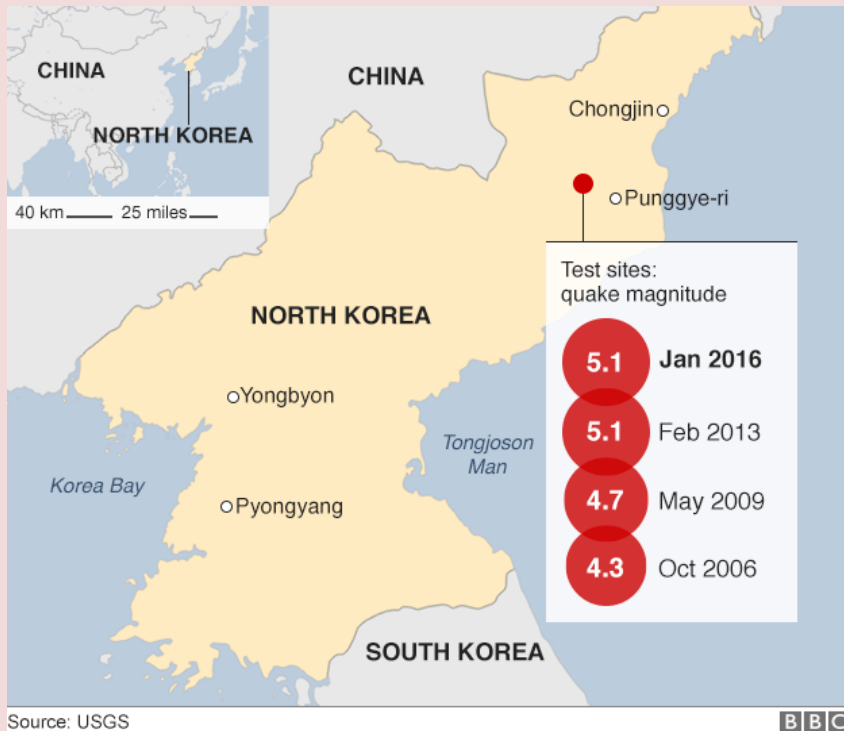 CHINA
NORTH KOREA
40 km
25 miles
CHINA
Chongjin
Punggye-ri
Test sites:
quake magnitude
5.1 Jan 2016
5.1 Feb 2013
4.7 May 2009
4.3 Oct 2006
NORTH KOREA
Yongbyon
Tongjoson
Man
Korea Bay
Pyongyang
SOUTH KOREA
Source: USGS
BBC